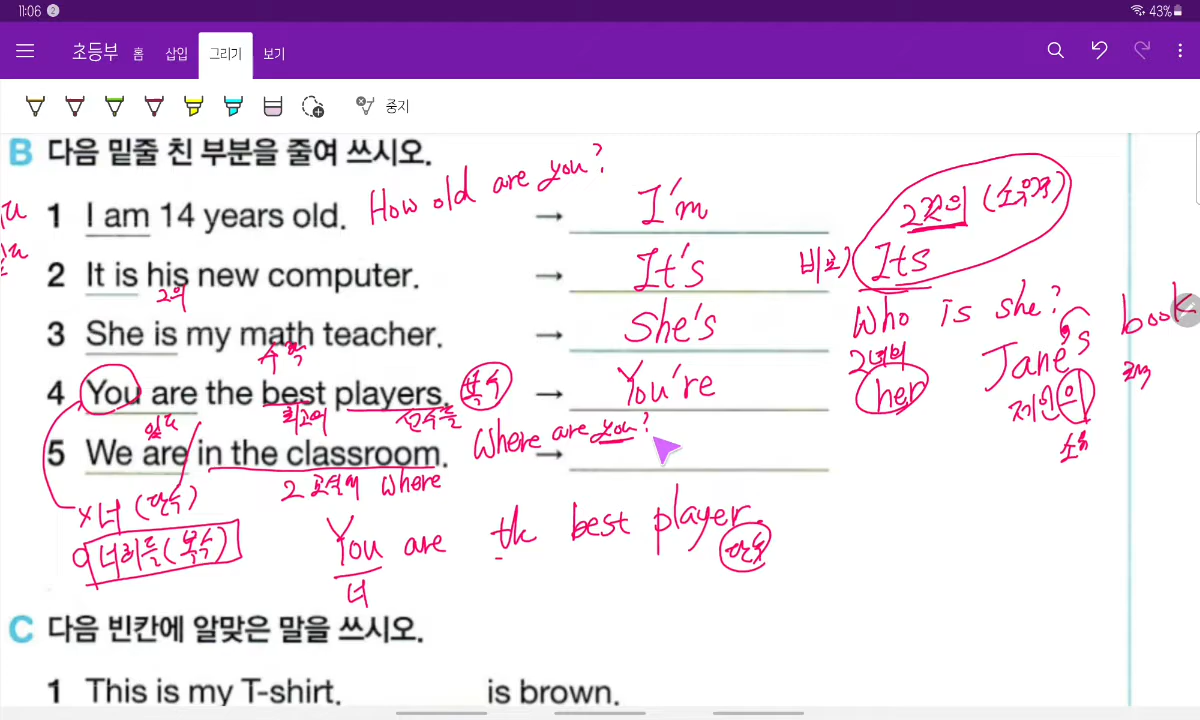 11:06 2 43%
초등부 홈 삽입 그리기 보기
중지
B 다음 밑줄 친 부분을 줄여 쓰시오.
How old are you?
1 I am 14 years old. → I'm
그것의 (소유격)
2 It is his new computer. → It's
그의
비교) Its
3 She is my math teacher. → She's
수학
Who is she?
그녀의
her
Jane's book
제인의
소유
4 You are the best players. 복수 → You're
있다 최고의 선수들
5 We are in the classroom. Where are you? →
그 교실에 where
x너 (단수)
너희들(복수)
You are the best player.
너 단수
C 다음 빈칸에 알맞은 말을 쓰시오.
1 This is my T-shirt. is brown.